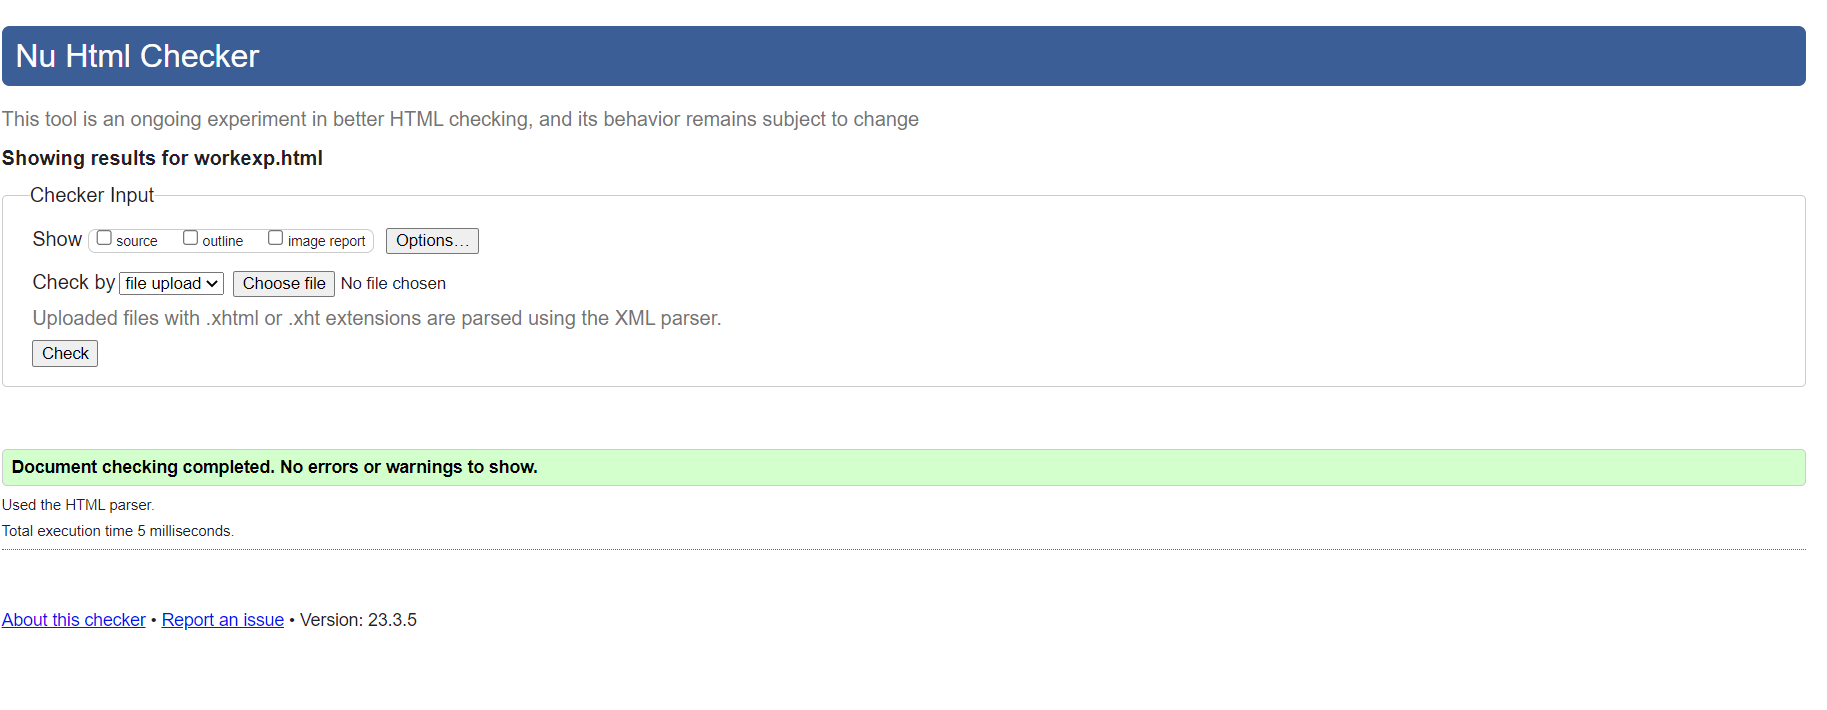 Nu Html Checker
This tool is an ongoing experiment in better HTML checking, and its behavior remains subject to change
Showing results for workexp.html
Checker Input
Show source outline image report Options...
Check by file upload Choose file No file chosen
Uploaded files with .xhtml or .xht extensions are parsed using the XML parser.
Check
Document checking completed. No errors or warnings to show.
Used the HTML parser.
Total execution time 5 milliseconds.
About this checker • Report an issue • Version: 23.3.5